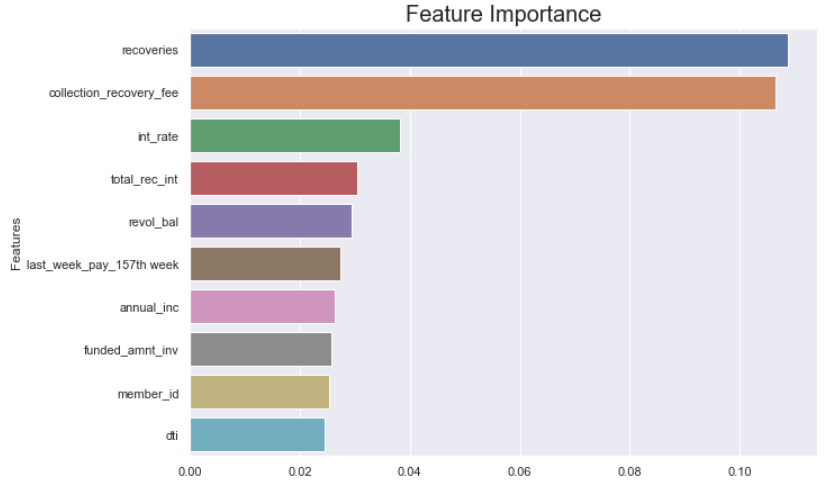 Feature Importance
recoveries
collection_recovery_fee
int_rate
total_rec_int
revol_bal
last_week_pay_157th week
annual_inc
funded_amnt_inv
member_id
dti
Features
0.00 0.02 0.04 0.06 0.08 0.10